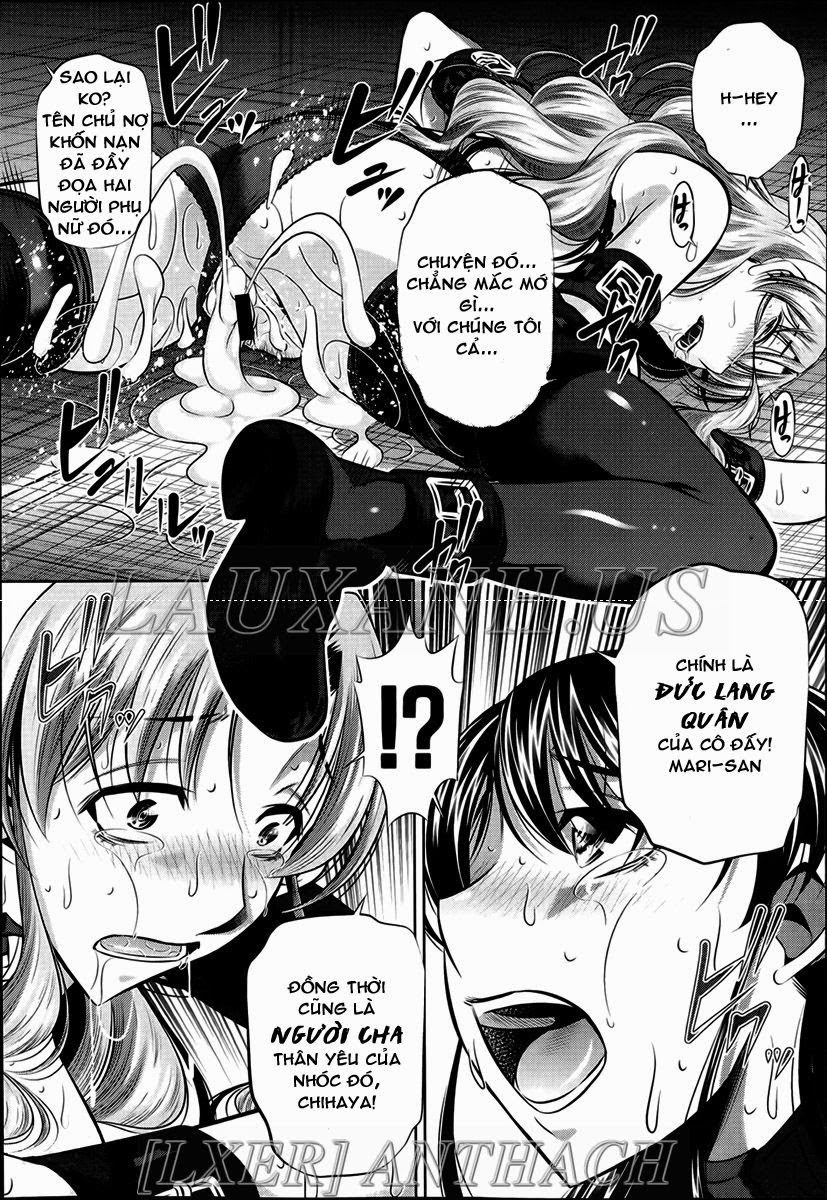 H-HEY
...
SAO LẠI
KO?
TÊN CHỦ NỢ
KHỐN NẠN
ĐÃ ĐẦY
ĐỌA HAI
NGƯỜI PHỤ
NỮ ĐÓ...
CHUYỆN ĐÓ...
CHẲNG MẮC MỚ
GÌ...
VỚI CHÚNG TÔI
CẢ...
LAUXANH.US
!?
CHÍNH LÀ
ĐỨC LANG
QUÂN
CỦA CÔ ĐẤY!
MARI-SAN
ĐỒNG THỜI
CŨNG LÀ
NGƯỜI CHA
THÂN YÊU CỦA
NHÓC ĐÓ,
CHIHAYA!
[LXER] ANTHACH